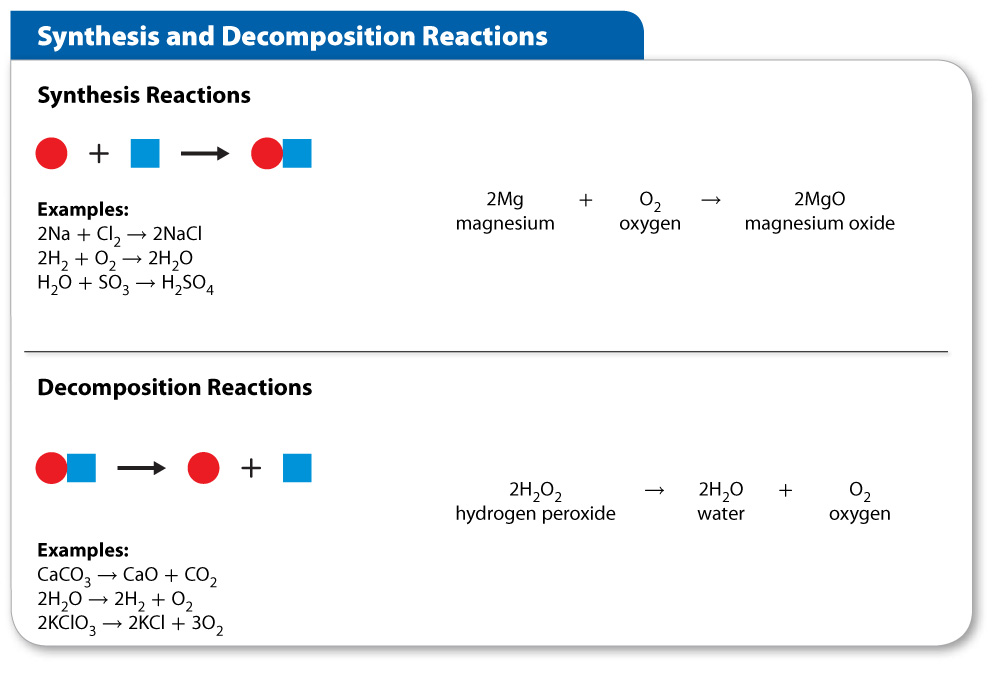 Synthesis and Decomposition Reactions
Synthesis Reactions
+
Examples:
2Na + Cl₂ → 2NaCl
2H₂ + O₂ → 2H₂O
H₂O + SO₃ → H₂SO₄
2Mg + O₂ → 2MgO
magnesium oxygen magnesium oxide
Decomposition Reactions
+
Examples:
CaCO₃ → CaO + CO₂
2H₂O → 2H₂ + O₂
2KClO₃ → 2KCl + 3O₂
2H₂O₂ → 2H₂O + O₂
hydrogen peroxide water oxygen